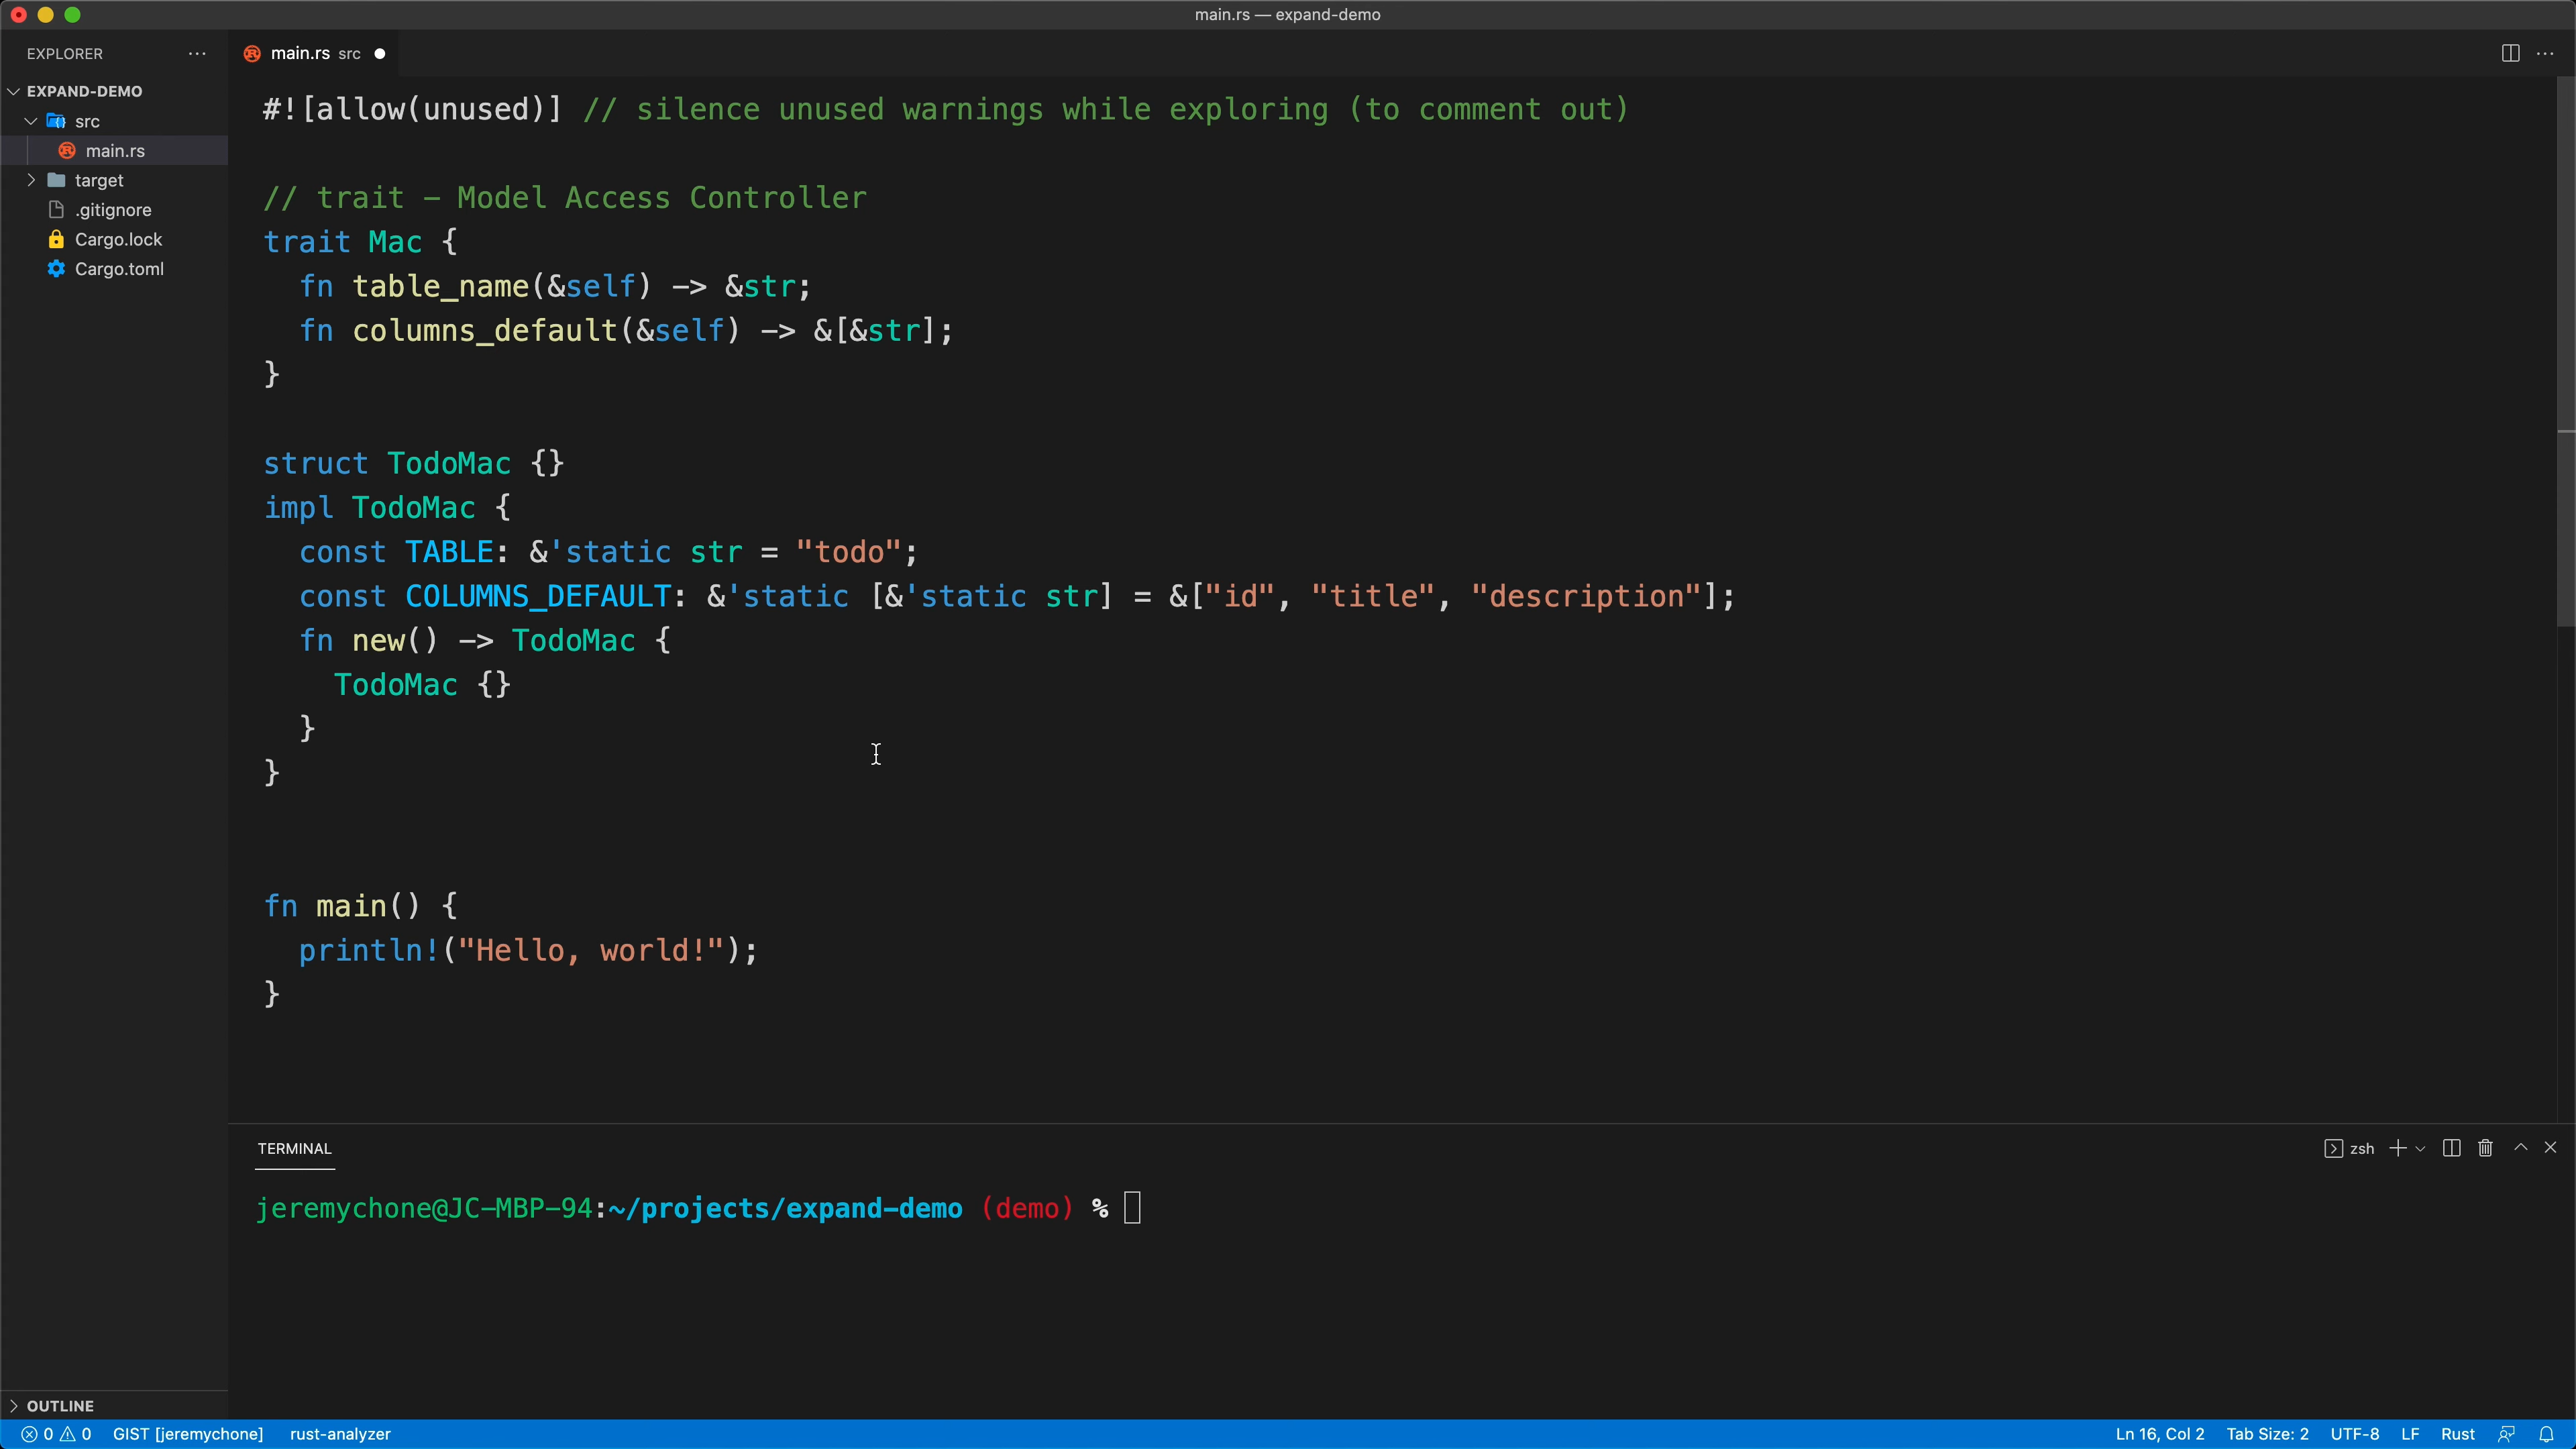 main.rs — expand-demo
EXPLORER
main.rs src
EXPAND-DEMO
src
main.rs
target
.gitignore
Cargo.lock
Cargo.toml
#![allow(unused)] // silence unused warnings while exploring (to comment out)
// trait – Model Access Controller
trait Mac {
fn table_name(&self) -> &str;
fn columns_default(&self) -> &[&str];
}
struct TodoMac {}
impl TodoMac {
const TABLE: &'static str = "todo";
const COLUMNS_DEFAULT: &'static [&'static str] = &["id", "title", "description"];
fn new() -> TodoMac {
TodoMac {}
}
}
fn main() {
println!("Hello, world!");
}
TERMINAL
zsh
jeremychone@JC-MBP-94:~/projects/expand-demo (demo) %
OUTLINE
0 0 GIST [jeremychone] rust-analyzer Ln 16, Col 2 Tab Size: 2 UTF-8 LF Rust